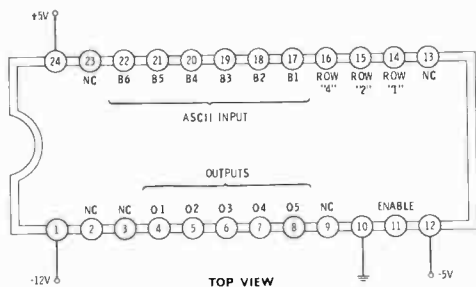 +5V
24 23 22 21 20 19 18 17 16 15 14 13
NC B6 B5 B4 B3 B2 B1 ROW "4" ROW "2" ROW "1" NC
ASCII INPUT
OUTPUTS
NC NC O1 O2 O3 O4 O5 NC ENABLE
1 2 3 4 5 6 7 8 9 10 11 12
-12V -5V
TOP VIEW